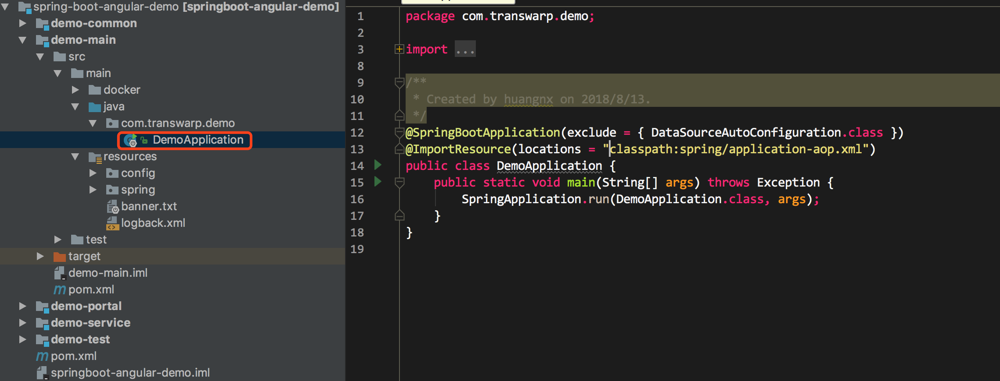 spring-boot-angular-demo [springboot-angular-demo]
demo-common
demo-main
src
main
docker
java
com.transwarp.demo
DemoApplication
resources
config
spring
banner.txt
logback.xml
test
target
demo-main.iml
pom.xml
demo-portal
demo-service
demo-test
pom.xml
springboot-angular-demo.iml
1 package com.transwarp.demo;
2
3 import ...
8
9 /**
10 * Created by huangnx on 2018/8/13.
11 */
12 @SpringBootApplication(exclude = { DataSourceAutoConfiguration.class })
13 @ImportResource(locations = "classpath:spring/application-aop.xml")
14 public class DemoApplication {
15 public static void main(String[] args) throws Exception {
16 SpringApplication.run(DemoApplication.class, args);
17 }
18 }
19